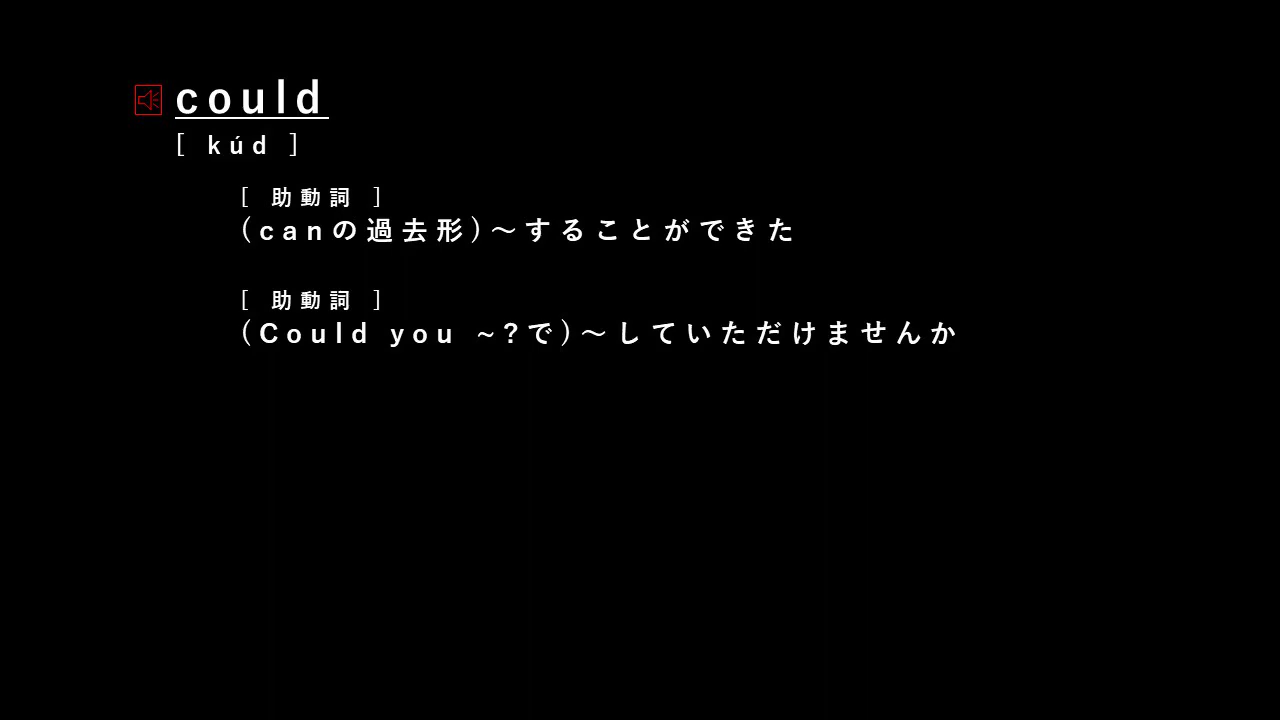 could
[ kúd ]
[ 助動詞 ]
(canの過去形)〜することができた
[ 助動詞 ]
(Could you ~?で)〜していただけませんか